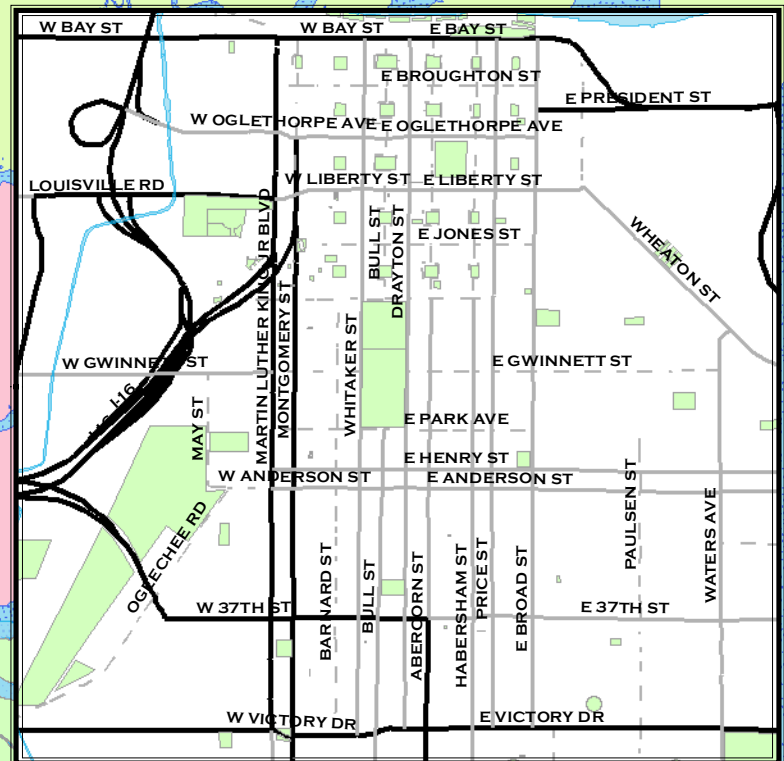 W BAY ST
W BAY ST
E BAY ST
E BROUGHTON ST
E PRESIDENT ST
W OGLETHORPE AVE
E OGLETHORPE AVE
LOUISVILLE RD
W LIBERTY ST
E LIBERTY ST
BULL ST
DRAYTON ST
E JONES ST
WHEATON ST
MARTIN LUTHER KING JR BLVD
MONTGOMERY ST
WHITAKER ST
W GWINNETT ST
E GWINNETT ST
I-16
MAY ST
E PARK AVE
E HENRY ST
W ANDERSON ST
E ANDERSON ST
OGEECHEE RD
PAULSEN ST
WATERS AVE
BARNARD ST
BULL ST
ABERCORN ST
HABERSHAM ST
PRICE ST
E BROAD ST
W 37TH ST
E 37TH ST
W VICTORY DR
E VICTORY DR